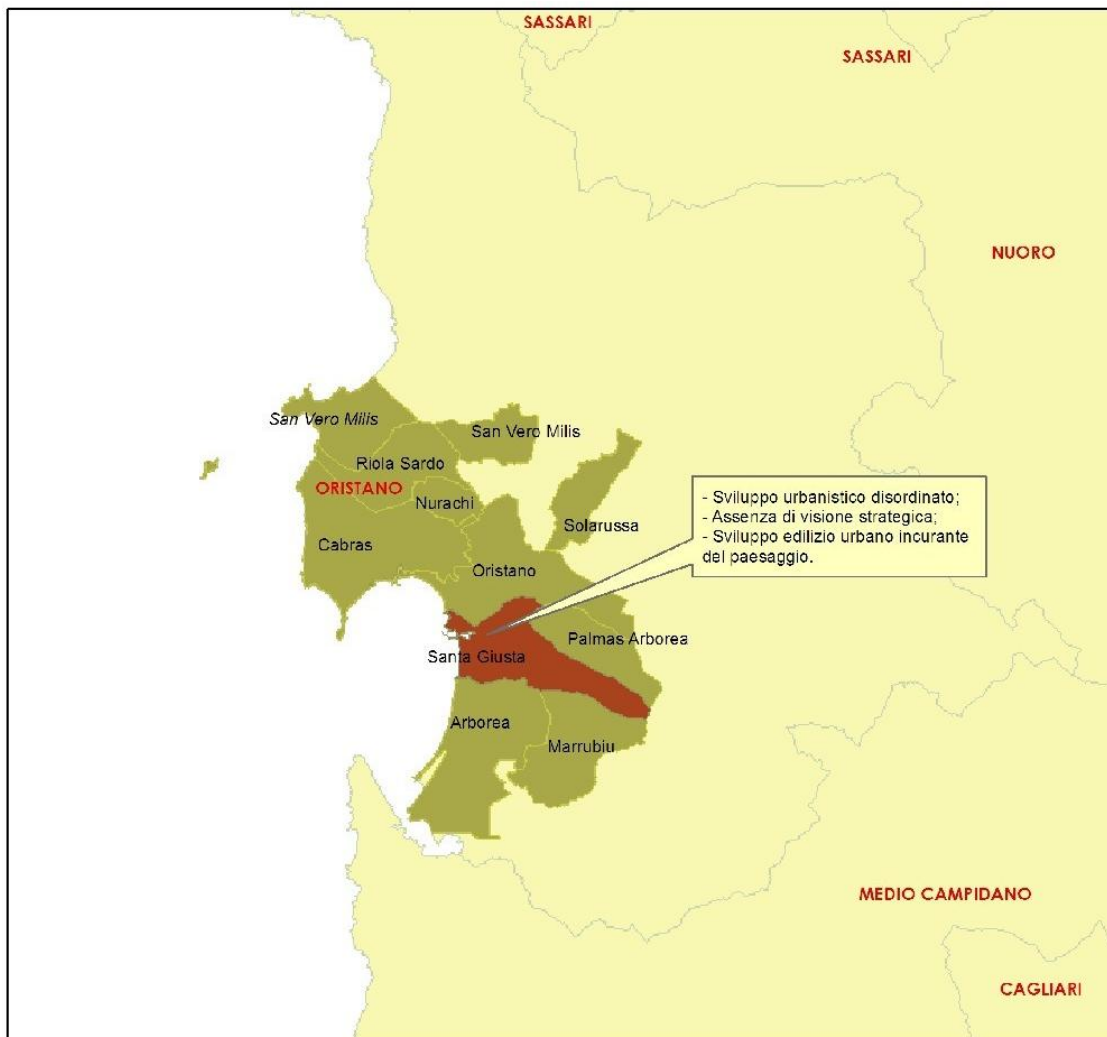 SASSARI
SASSARI
NUORO
San Vero Milis
San Vero Milis
Riola Sardo
ORISTANO
Nurachi
Solarussa
- Sviluppo urbanistico disordinato;
- Assenza di visione strategica;
- Sviluppo edilizio urbano incurante
del paesaggio.
Cabras
Oristano
Palmas Arborea
Santa Giusta
Arborea
Marrubiu
MEDIO CAMPIDANO
CAGLIARI